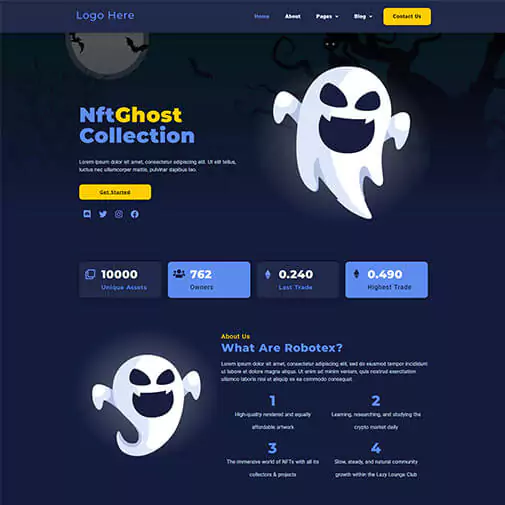 Logo Here
Home About Pages Blog Contact Us
NftGhost
Collection
Lorem ipsum dolor sit amet, consectetur adipiscing elit. Ut elit tellus,
luctus nec ullamcorper mattis, pulvinar dapibus leo.
Get Started
10000
Unique Assets
762
Owners
0.240
Last Trade
0.490
Highest Trade
About Us
What Are Robotex?
Lorem ipsum dolor sit amet, consectetur adipiscing elit, sed do eiusmod tempor incididunt
ut labore et dolore magna aliqua. Ut enim ad minim veniam, quis nostrud exercitation
ullamco laboris nisi ut aliquip ex ea commodo consequat.
1
High-quality rendered and equally
affordable artwork
2
Learning, researching, and studying the
crypto market daily
3
The immersive world of NFTs with all its
collectors & projects
4
Slow, steady, and natural community
growth within the Lazy Lounge Club